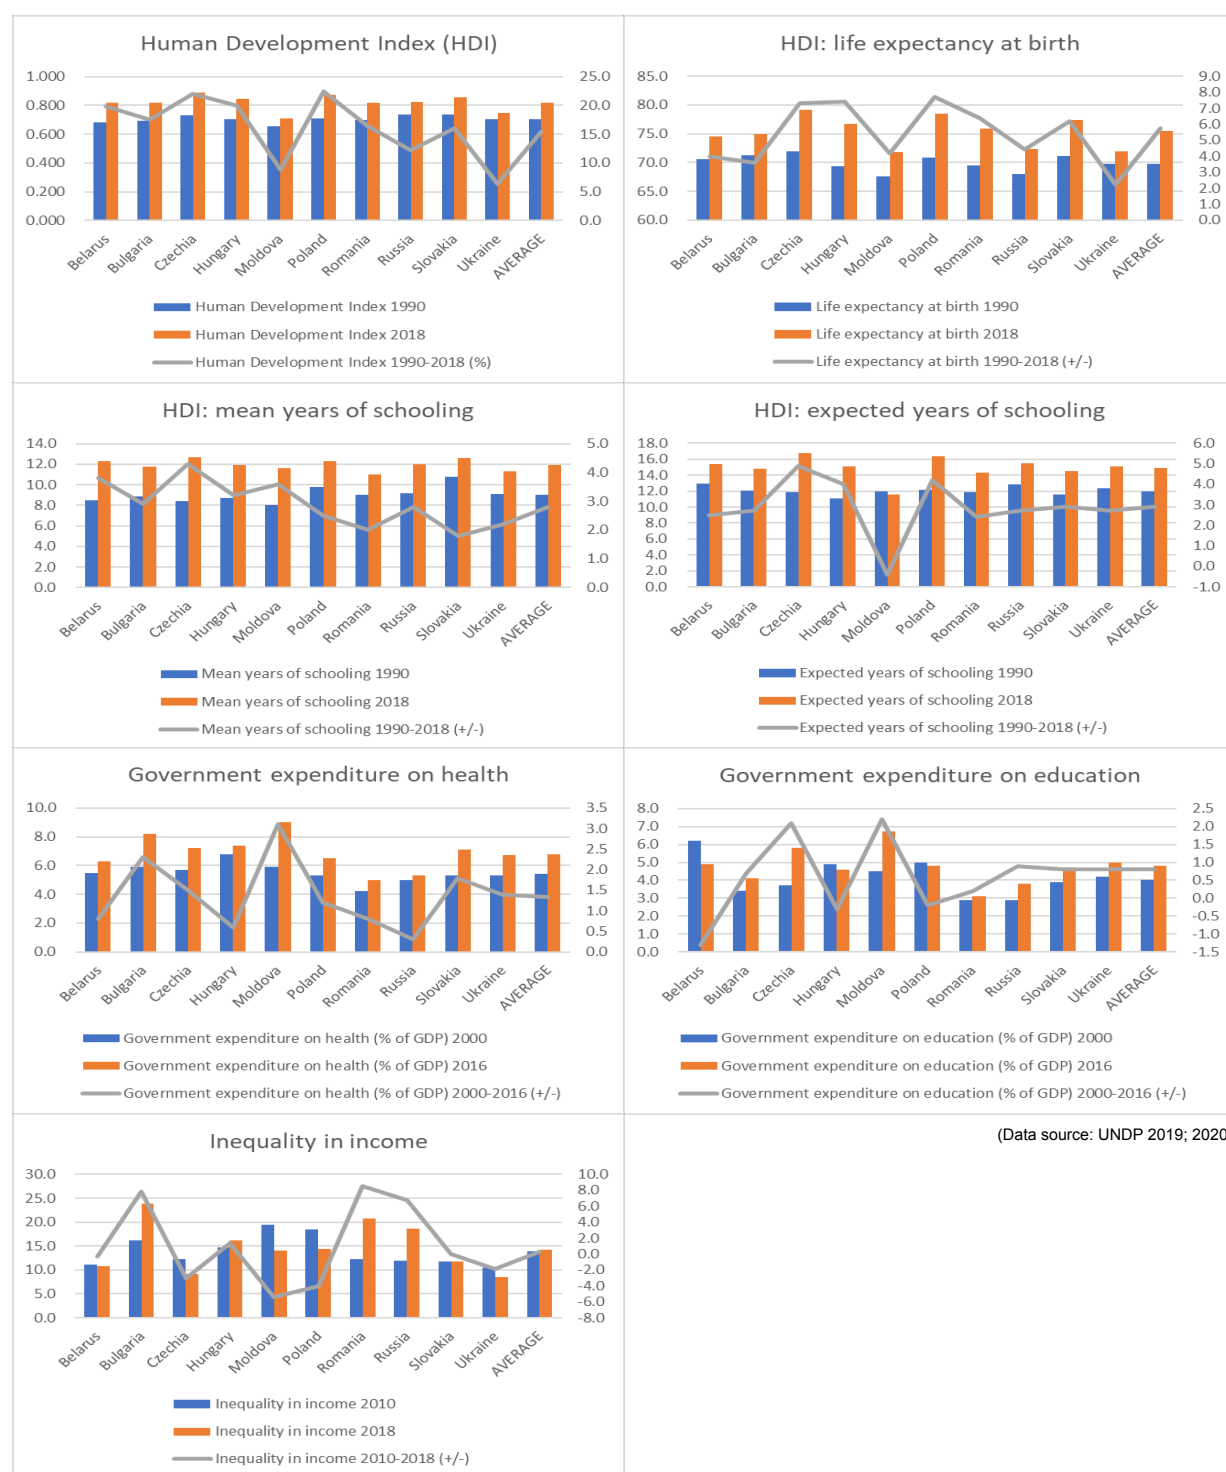 Human Development Index (HDI)
1.000 25.0
0.800 20.0
0.600 15.0
0.400 10.0
0.200 5.0
0.000 0.0
Belarus Bulgaria Czechia Hungary Moldova Poland Romania Russia Slovakia Ukraine AVERAGE
Human Development Index 1990
Human Development Index 2018
Human Development Index 1990-2018 (%)
HDI: life expectancy at birth
85.0 9.0
80.0 8.0
75.0 7.0
70.0 6.0
65.0 5.0
60.0 4.0
3.0
2.0
1.0
0.0
Belarus Bulgaria Czechia Hungary Moldova Poland Romania Russia Slovakia Ukraine AVERAGE
Life expectancy at birth 1990
Life expectancy at birth 2018
Life expectancy at birth 1990-2018 (+/-)
HDI: mean years of schooling
14.0 5.0
12.0 4.0
10.0 3.0
8.0 2.0
6.0 1.0
4.0 0.0
2.0
0.0
Belarus Bulgaria Czechia Hungary Moldova Poland Romania Russia Slovakia Ukraine AVERAGE
Mean years of schooling 1990
Mean years of schooling 2018
Mean years of schooling 1990-2018 (+/-)
HDI: expected years of schooling
18.0 6.0
16.0 5.0
14.0 4.0
12.0 3.0
10.0 2.0
8.0 1.0
6.0 0.0
4.0 -1.0
2.0
0.0
Belarus Bulgaria Czechia Hungary Moldova Poland Romania Russia Slovakia Ukraine AVERAGE
Expected years of schooling 1990
Expected years of schooling 2018
Expected years of schooling 1990-2018 (+/-)
Government expenditure on health
10.0 3.5
8.0 3.0
6.0 2.5
4.0 2.0
2.0 1.5
0.0 1.0
0.5
0.0
Belarus Bulgaria Czechia Hungary Moldova Poland Romania Russia Slovakia Ukraine AVERAGE
Government expenditure on health (% of GDP) 2000
Government expenditure on health (% of GDP) 2016
Government expenditure on health (% of GDP) 2000-2016 (+/-)
Government expenditure on education
8.0 2.5
7.0 2.0
6.0 1.5
5.0 1.0
4.0 0.5
3.0 0.0
2.0 -0.5
1.0 -1.0
0.0 -1.5
Belarus Bulgaria Czechia Hungary Moldova Poland Romania Russia Slovakia Ukraine AVERAGE
Government expenditure on education (% of GDP) 2000
Government expenditure on education (% of GDP) 2016
Government expenditure on education (% of GDP) 2000-2016 (+/-)
Inequality in income
30.0 10.0
25.0 8.0
20.0 6.0
15.0 4.0
10.0 2.0
5.0 0.0
0.0 -2.0
-4.0
-6.0
-8.0
Belarus Bulgaria Czechia Hungary Moldova Poland Romania Russia Slovakia Ukraine AVERAGE
Inequality in income 2010
Inequality in income 2018
Inequality in income 2010-2018 (+/-)
(Data source: UNDP 2019; 2020